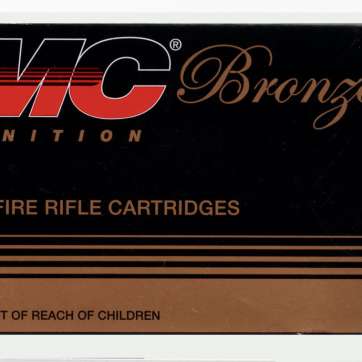 MC® Bronz
NITION
FIRE RIFLE CARTRIDGES
T OF REACH OF CHILDREN